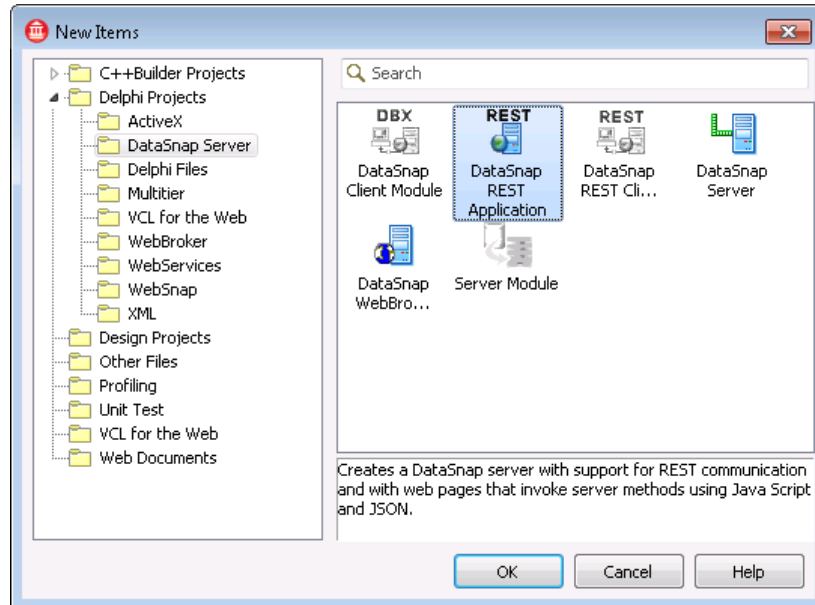 New Items
C++Builder Projects
Delphi Projects
ActiveX
DataSnap Server
Delphi Files
Multitier
VCL for the Web
WebBroker
WebServices
WebSnap
XML
Design Projects
Other Files
Profiling
Unit Test
VCL for the Web
Web Documents
Search
DBX
DataSnap
Client Module
REST
DataSnap
REST
Application
REST
DataSnap
REST Cli...
DataSnap
Server
DataSnap
WebBro...
Server Module
Creates a DataSnap server with support for REST communication
and with web pages that invoke server methods using Java Script
and JSON.
OK
Cancel
Help